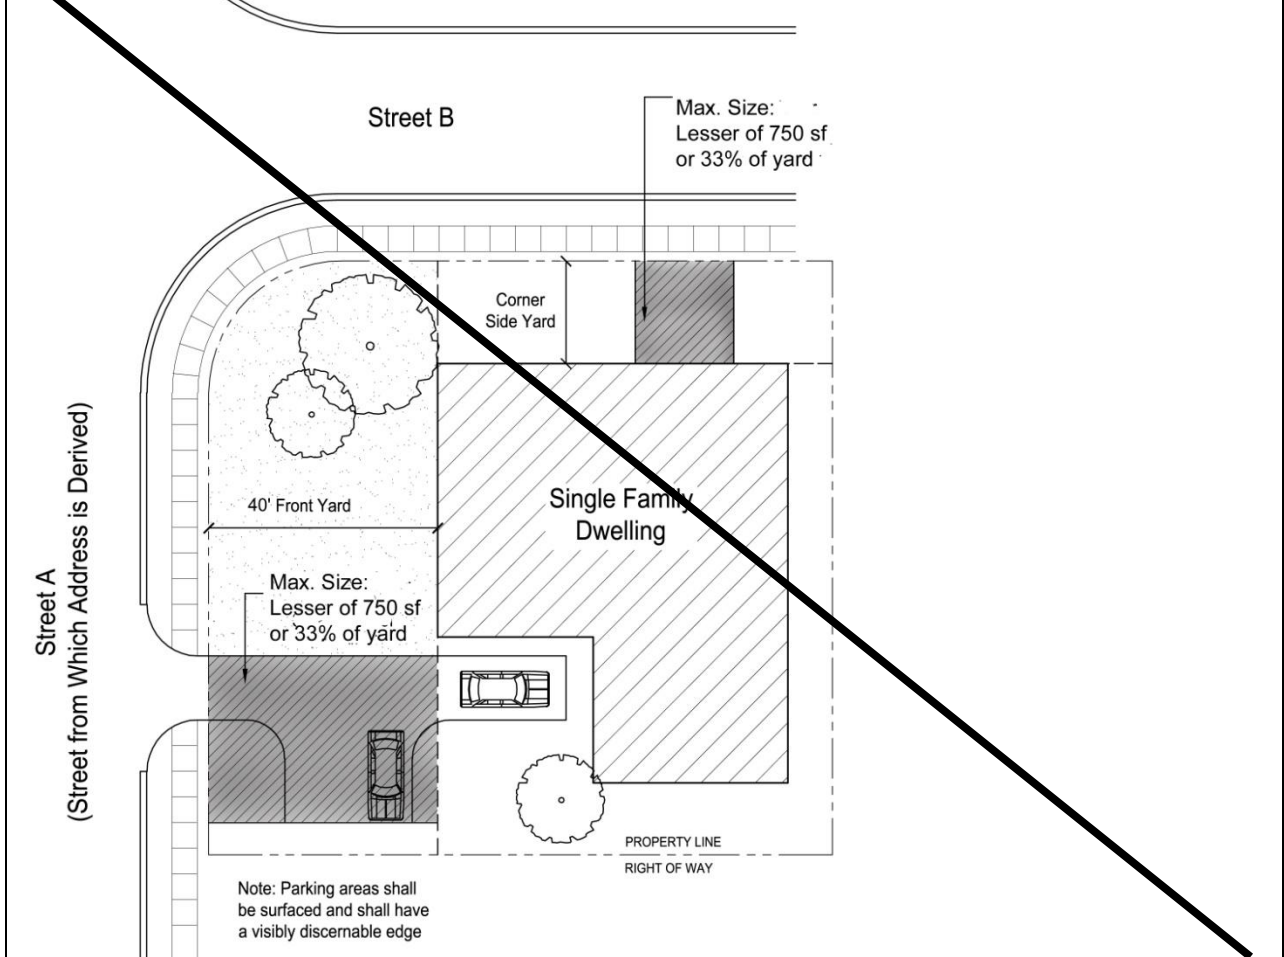 Street B
Max. Size:
Lesser of 750 sf
or 33% of yard
Corner
Side Yard
40' Front Yard
Single Family
Dwelling
Max. Size:
Lesser of 750 sf
or 33% of yard
Street A
(Street from Which Address is Derived)
PROPERTY LINE
RIGHT OF WAY
Note: Parking areas shall
be surfaced and shall have
a visibly discernable edge